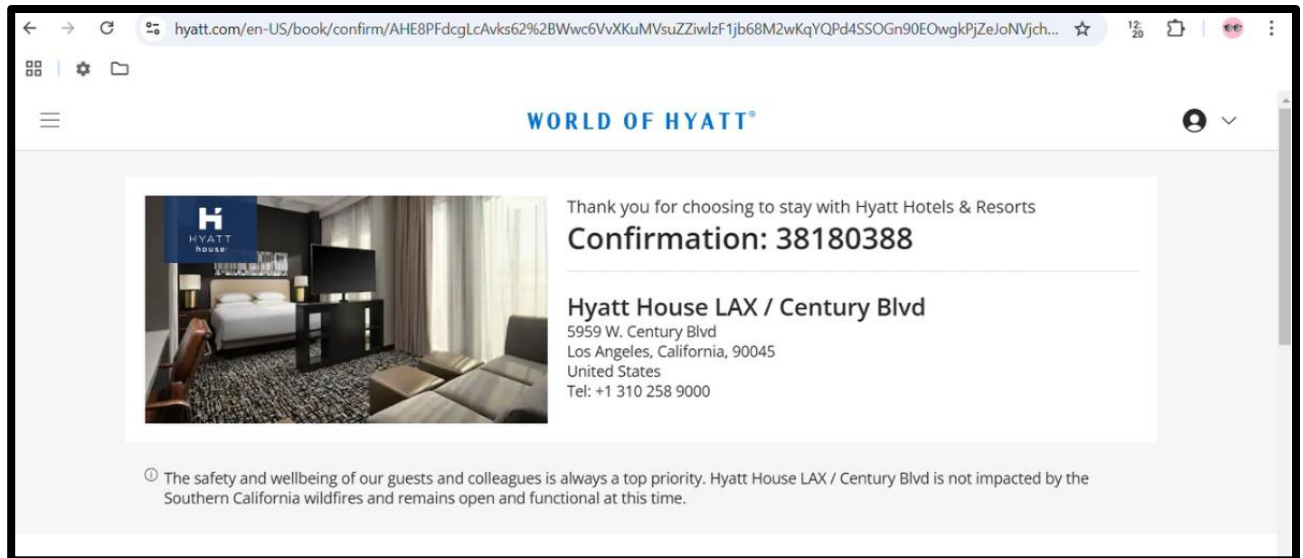 hyatt.com/en-US/book/confirm/AHE8PFdcgLcAvks62%2BWwc6VvXKuMVsuZZiwlzF1jb68M2wKqYQPd4SSOGn90EOwgkPjZeJoNVjch...
12:
20
WORLD OF HYATT®
H
HYATT
house
Thank you for choosing to stay with Hyatt Hotels & Resorts
Confirmation: 38180388
Hyatt House LAX / Century Blvd
5959 W. Century Blvd
Los Angeles, California, 90045
United States
Tel: +1 310 258 9000
The safety and wellbeing of our guests and colleagues is always a top priority. Hyatt House LAX / Century Blvd is not impacted by the
Southern California wildfires and remains open and functional at this time.